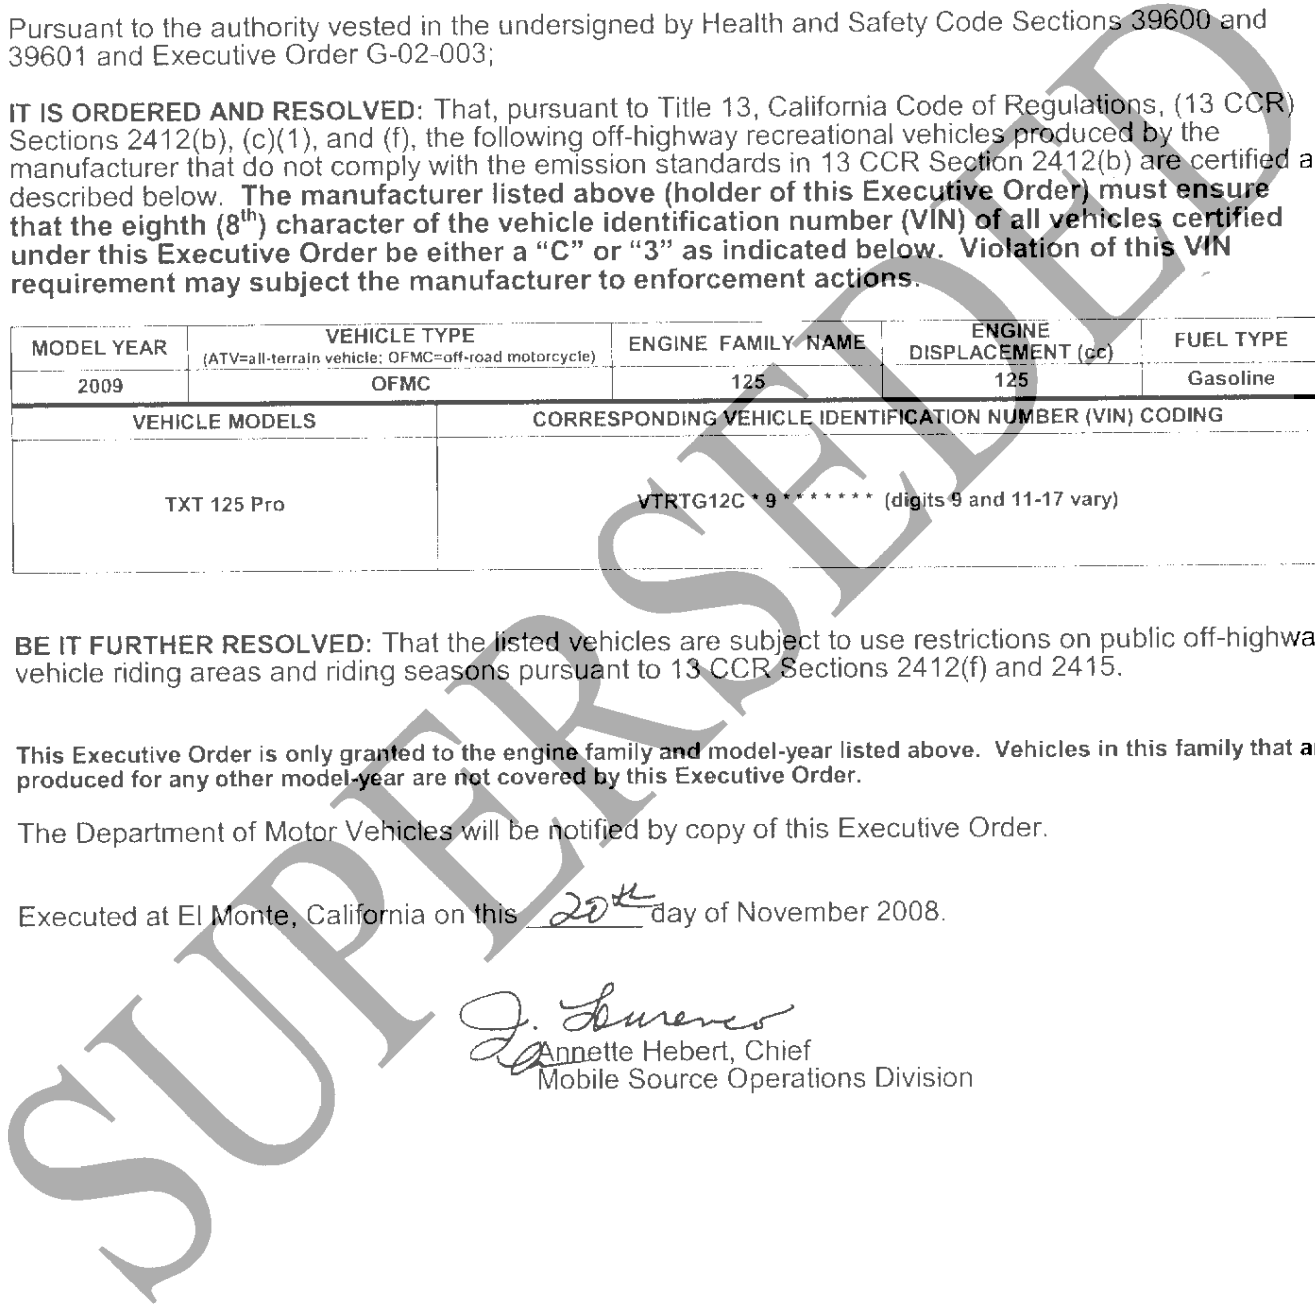 Pursuant to the authority vested in the undersigned by Health and Safety Code Sections 39600 and
39601 and Executive Order G-02-003;
IT IS ORDERED AND RESOLVED: That, pursuant to Title 13, California Code of Regulations, (13 CCR)
Sections 2412(b), (c)(1), and (f), the following off-highway recreational vehicles produced by the
manufacturer that do not comply with the emission standards in 13 CCR Section 2412(b) are certified a
described below. The manufacturer listed above (holder of this Executive Order) must ensure
that the eighth (8th) character of the vehicle identification number (VIN) of all vehicles certified
under this Executive Order be either a “C” or “3” as indicated below. Violation of this VIN
requirement may subject the manufacturer to enforcement actions.
MODEL YEAR
VEHICLE TYPE
(ATV=all-terrain vehicle; OFMC=off-road motorcycle)
ENGINE FAMILY NAME
ENGINE
DISPLACEMENT (cc)
FUEL TYPE
2009 OFMC 125 125 Gasoline
VEHICLE MODELS CORRESPONDING VEHICLE IDENTIFICATION NUMBER (VIN) CODING
TXT 125 Pro VTRTG12C * 9 * * * * * * * (digits 9 and 11-17 vary)
BE IT FURTHER RESOLVED: That the listed vehicles are subject to use restrictions on public off-highwa
vehicle riding areas and riding seasons pursuant to 13 CCR Sections 2412(f) and 2415.
This Executive Order is only granted to the engine family and model-year listed above. Vehicles in this family that a
produced for any other model-year are not covered by this Executive Order.
The Department of Motor Vehicles will be notified by copy of this Executive Order.
Executed at El Monte, California on this 20th day of November 2008.
Annette Hebert, Chief
Mobile Source Operations Division
SUPERSEDED